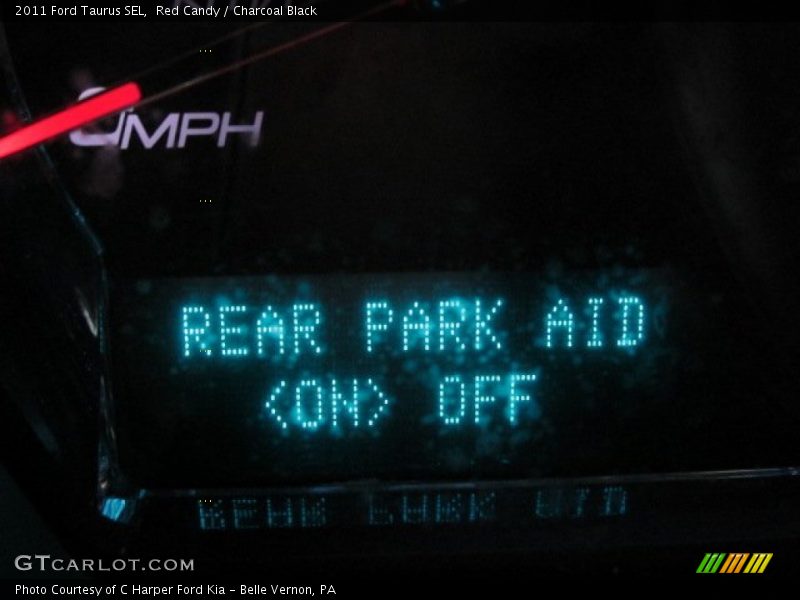 2011 Ford Taurus SEL,  Red Candy / Charcoal Black
MPH
REAR PARK AID
<ON> OFF
GTCARLOT.COM
Photo Courtesy of C Harper Ford Kia - Belle Vernon, PA